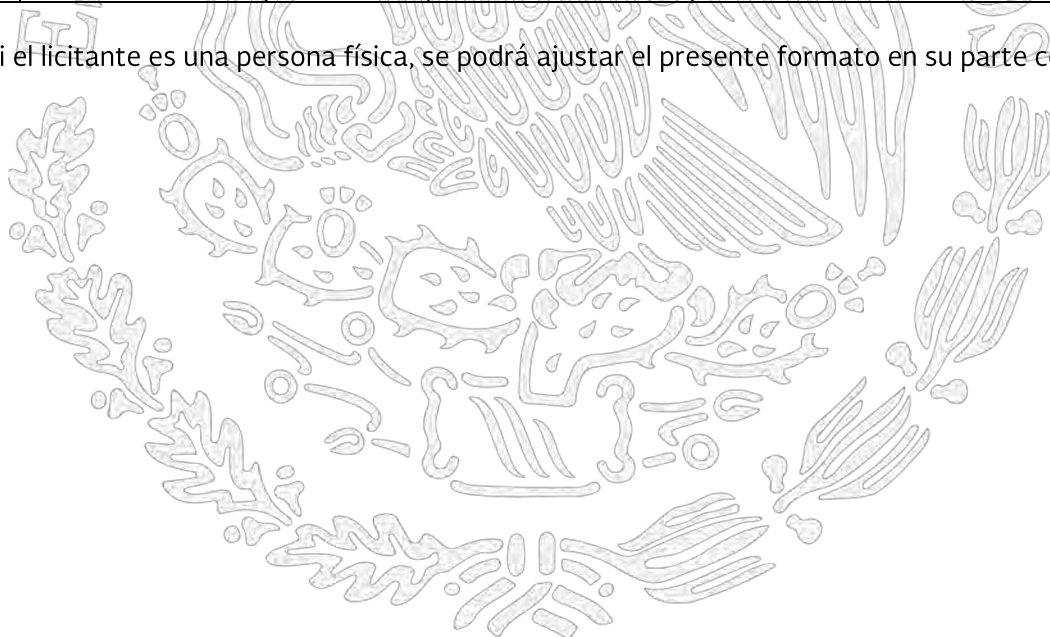 i el licitante es una persona física, se podrá ajustar el presente formato en su parte